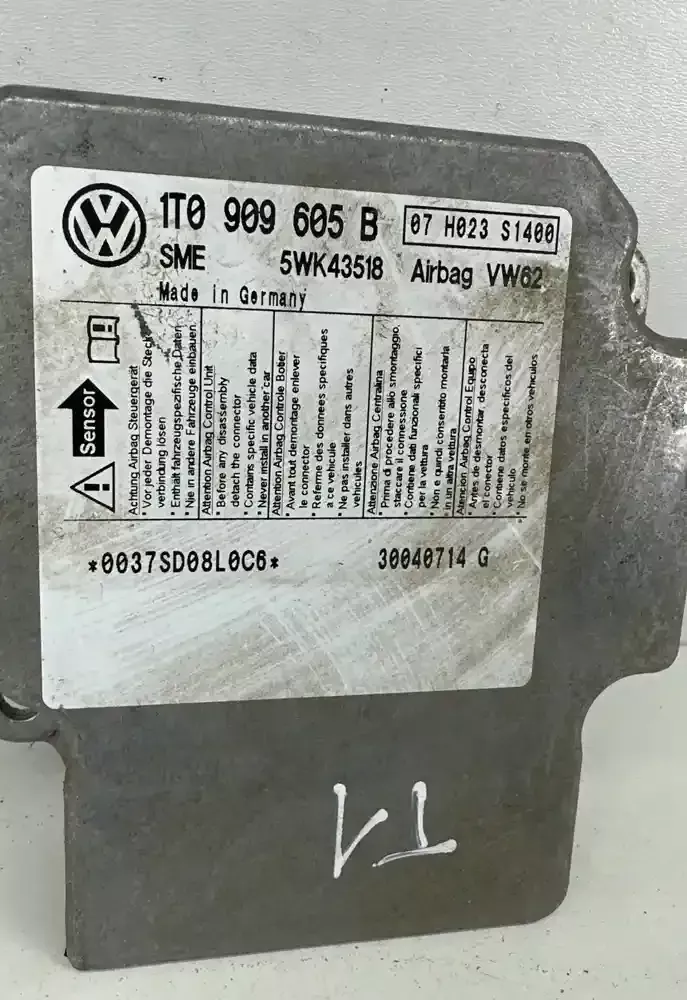 1T0 909 605 B
07 H023 S1400
SME
5WK43518
Airbag VW62
Made in Germany
Sensor
Achtung Airbag Steuergerät
* Vor jeder Demontage die Steck
verbindung lösen
* Enthält fahrzeugspezifische Daten
* Nie in andere Fahrzeuge einbauen.
Attention Airbag Control Unit
* Before any disassembly
detach the connector
* Contains specific vehicle data
* Never install in another car
Attention Airbag Controle Boitier
* Avant tout demontage enlever
le connector
* Referme des donnees specifiques
a ce vehicule
* Ne pas installer dans autres
vehicules
Attenzione Airbag Centralina
* Prima di procedere allo smontaggio,
staccare il connessione
* Contiene dati funzionali specifici
per la vettura
* Non e quindi consentito montarla
in un altra vettura
Atencion Airbag Control Equipo
* Antes de desmontar, desconecta
el conector
* Contiene datos especificos del
vehiculo
* No se monte en otros vehiculos
*0037SD08L0C6*
30040714 G